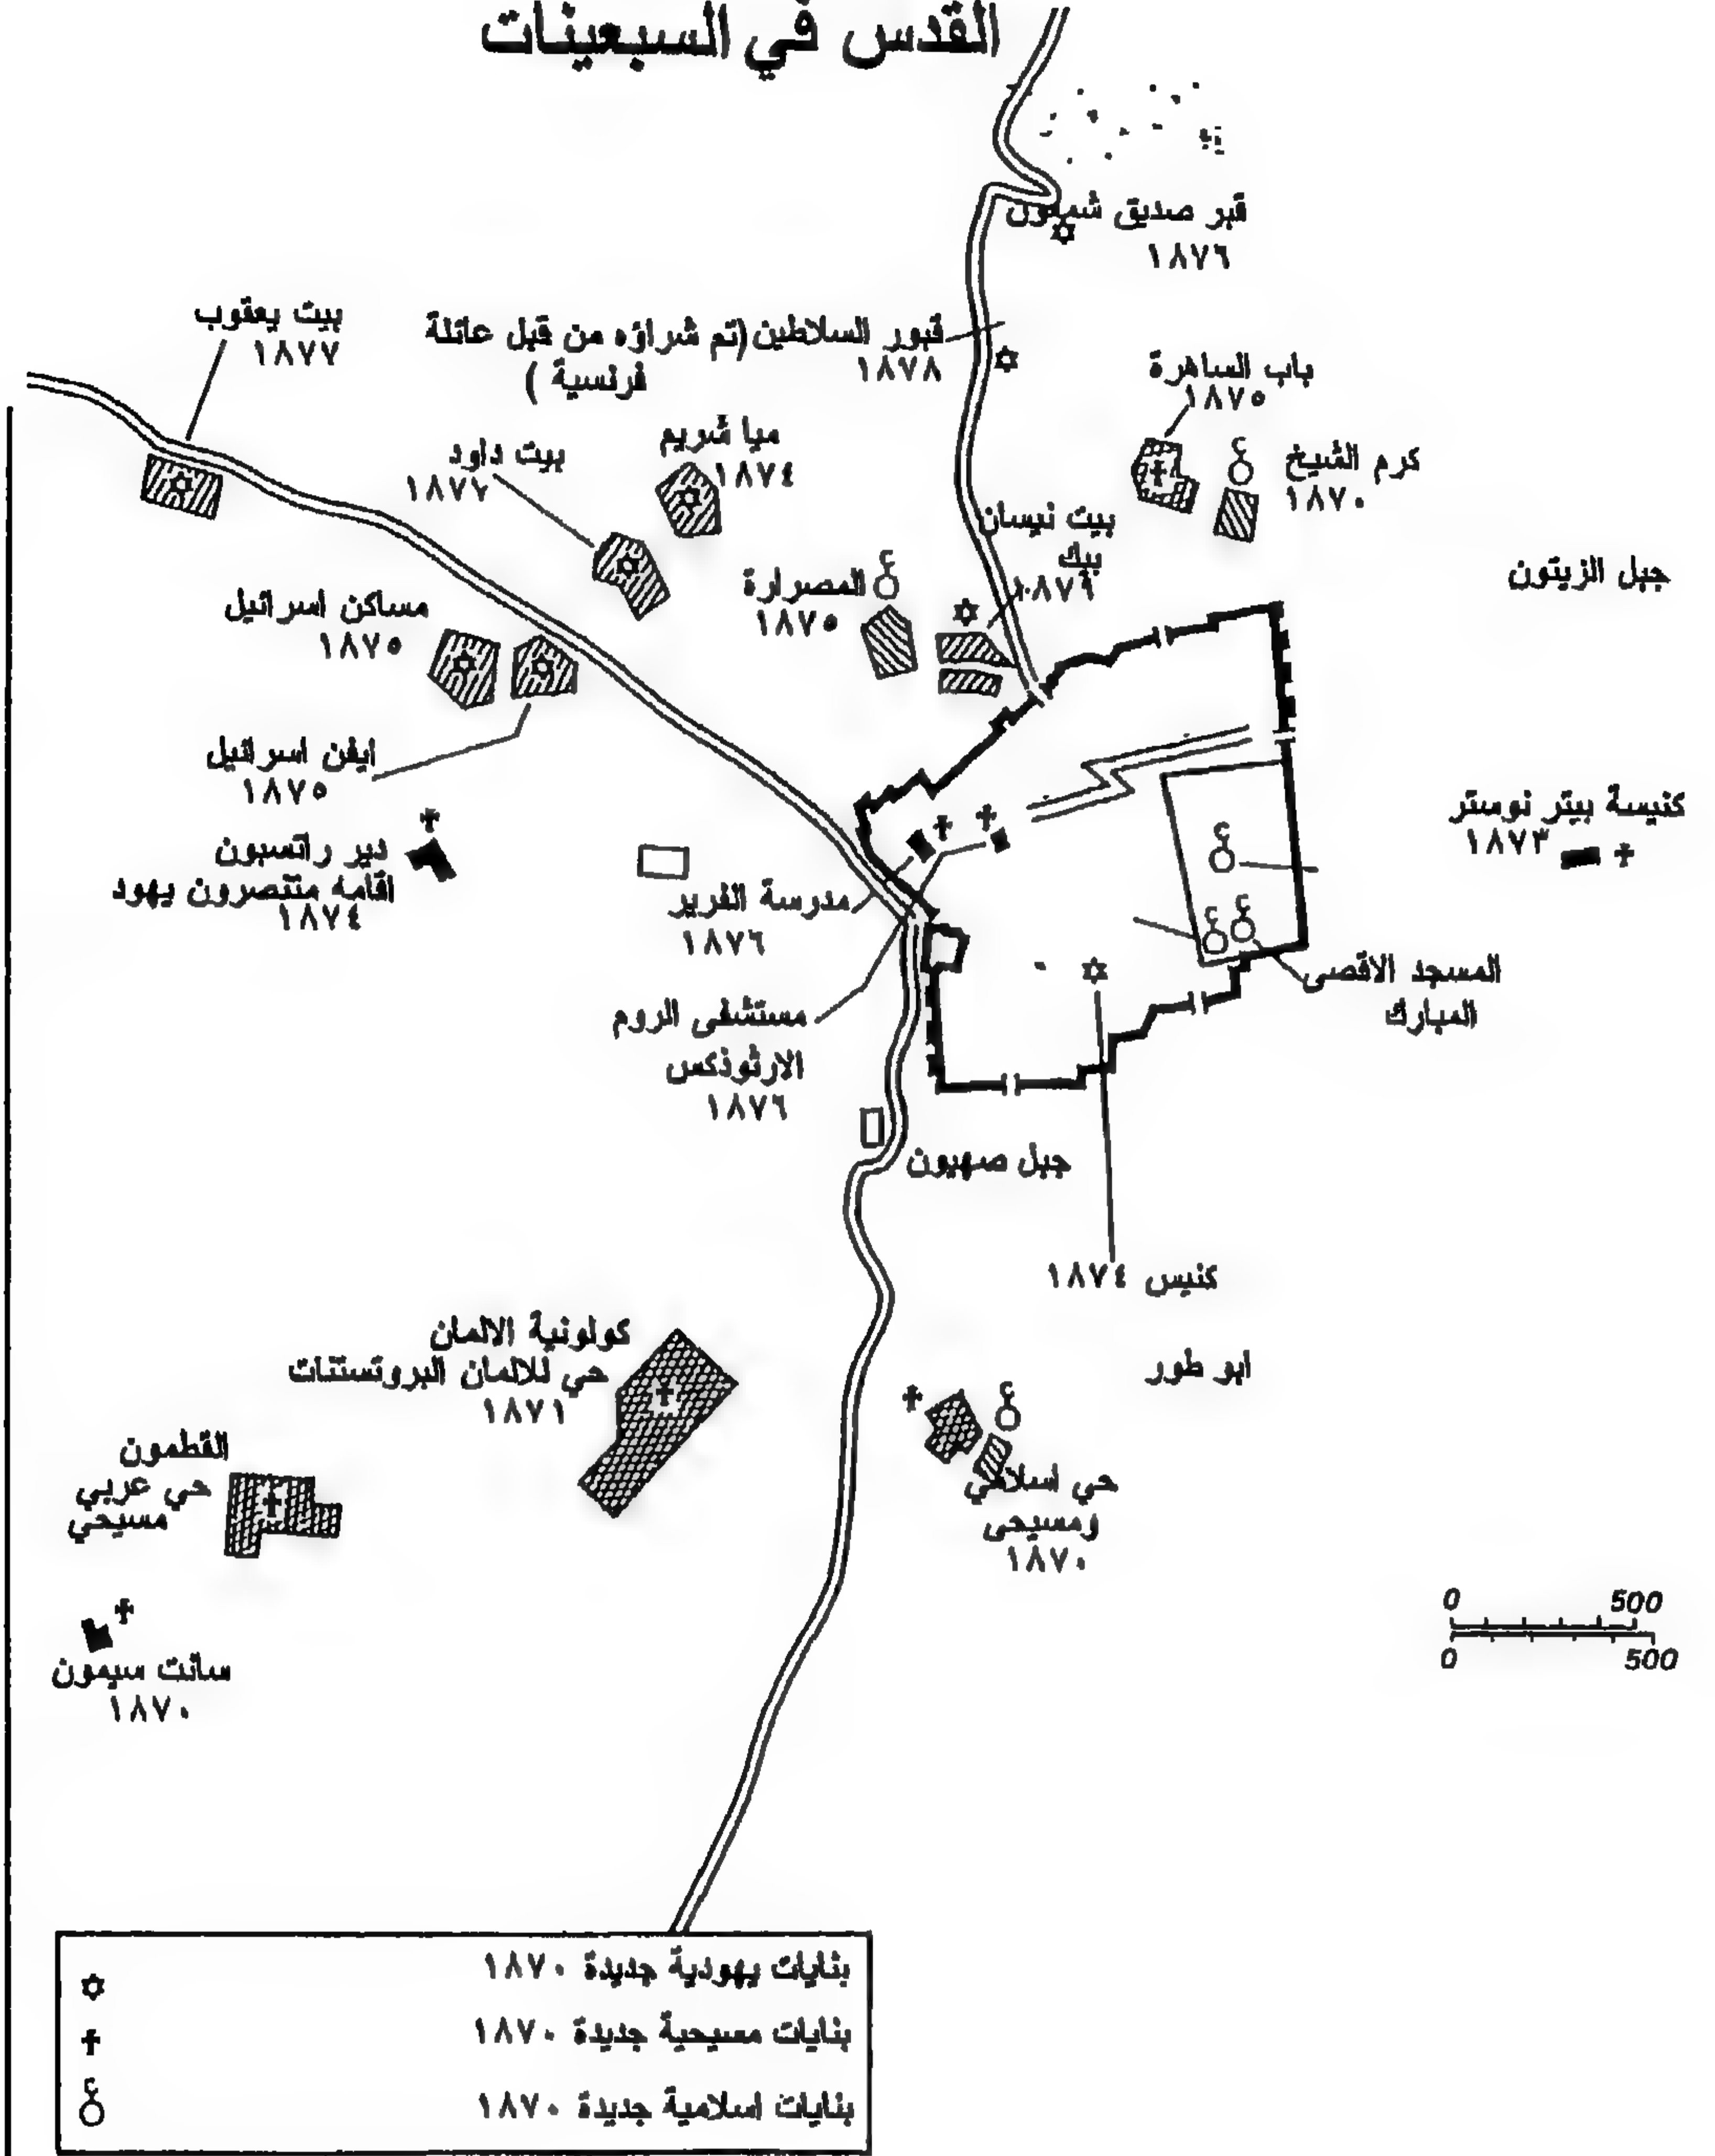 القدس في السبعينات
قبر صديق شمعون
١٨٧٦
بيت يعقوب
١٨٧٧
قبور السلاطين (تم شراؤه من قبل عائلة
فرنسية )
١٨٧٨
باب الساهرة
١٨٧٥
كرم الشيخ
١٨٧٠
ميا شريم
١٨٧٤
بيت داود
١٨٧٧
بيت نيسان
بيك
١٨٧٩
جبل الزيتون
المصرارة
١٨٧٥
مساكن اسرائيل
١٨٧٥
ايفن اسرائيل
١٨٧٥
كنيسة بيتر نوستر
١٨٧٣
دير راتسبون
اقامه متنصرون يهود
١٨٧٤
مدرسة الفرير
١٨٧٦
المسجد الاقصى
المبارك
مستشفى الروم
الارثوذكس
١٨٧٦
جبل صهيون
كنيس ١٨٧٤
كولونية الالمان
حي للالمان البروتستنات
١٨٧١
ابو طور
حي اسلامي
ومسيحى
١٨٧٠
القطمون
حي عربي
مسيحي
سانت سيمون
١٨٧٠
0 500
0 500
بنايات يهودية جديدة ١٨٧٠
بنايات مسيحية جديدة ١٨٧٠
بنايات اسلامية جديدة ١٨٧٠